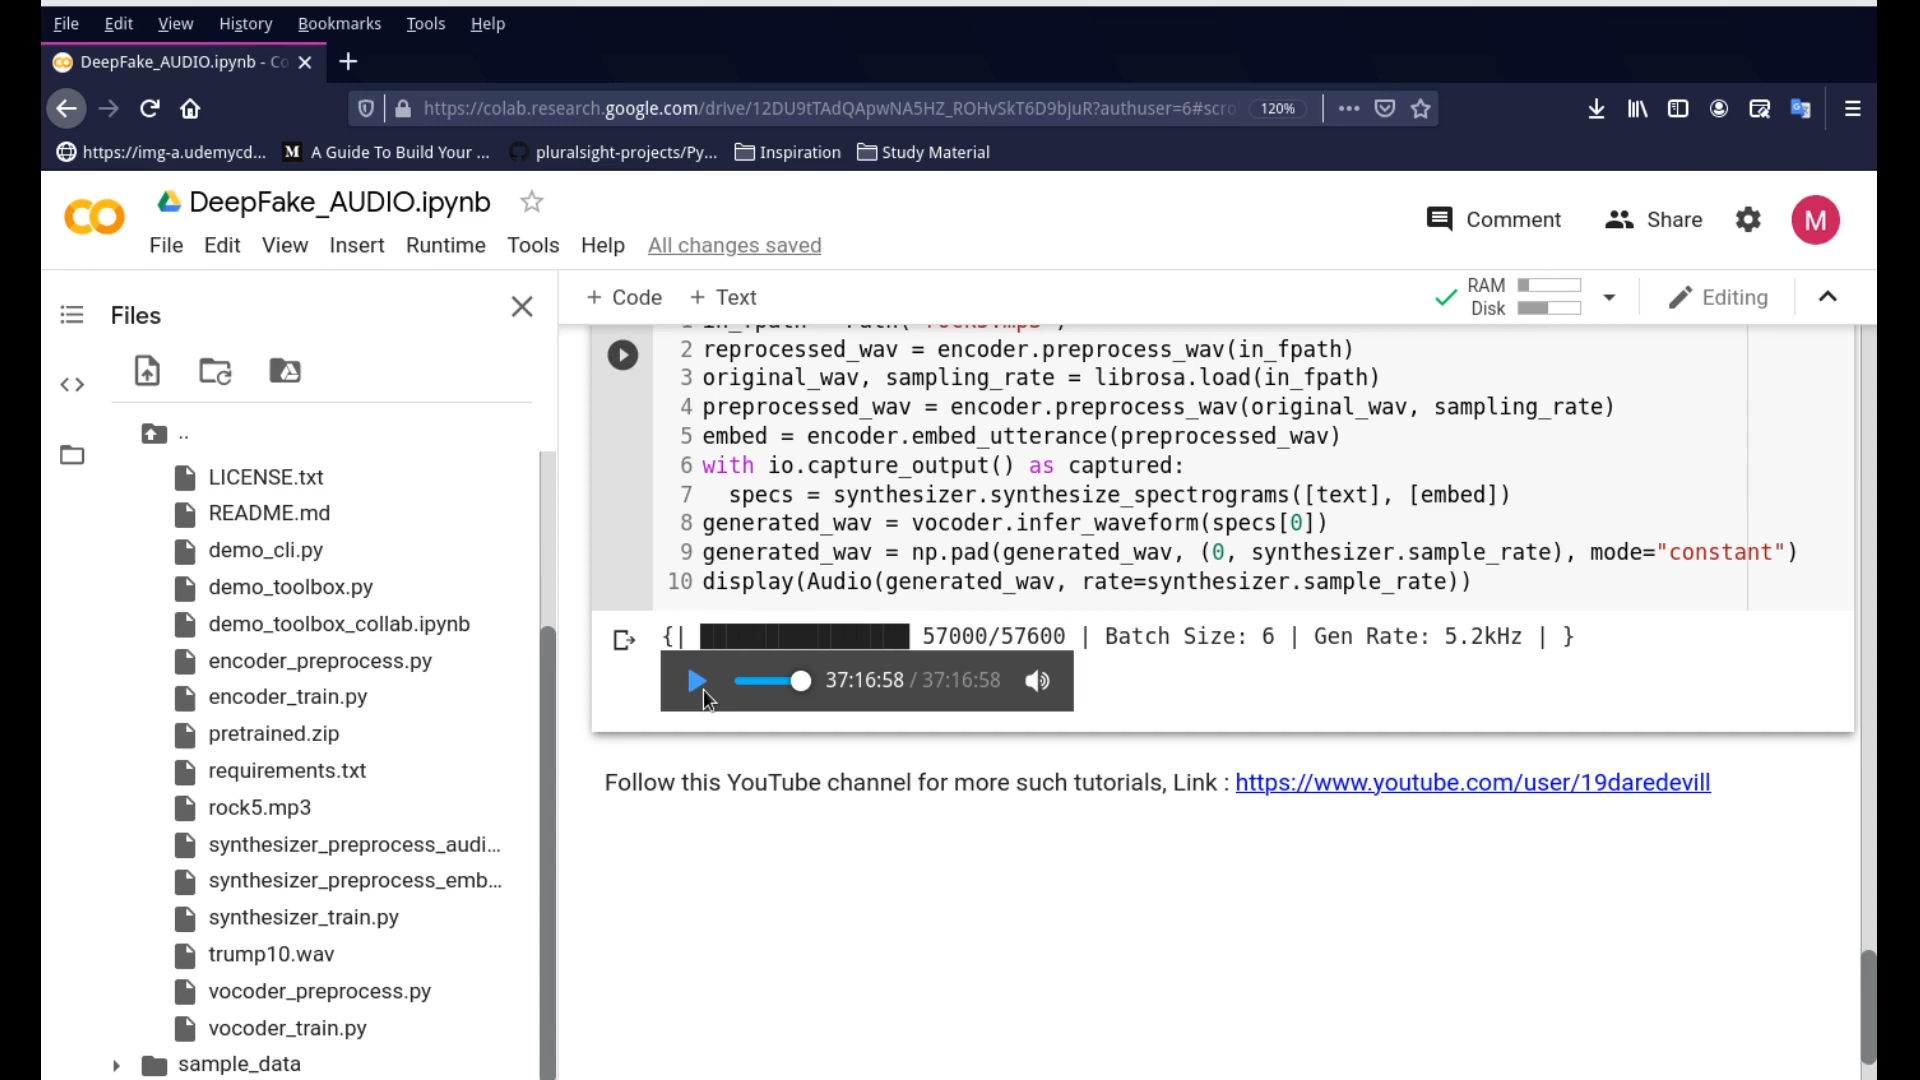 File Edit View History Bookmarks Tools Help
DeepFake_AUDIO.ipynb - Co
https://colab.research.google.com/drive/12DU9tTAdQApwNA5HZ_ROHvSkT6D9bJuR?authuser=6#scro 120%
https://img-a.udemycd... M A Guide To Build Your ... pluralsight-projects/Py... Inspiration Study Material
DeepFake_AUDIO.ipynb
Comment Share M
File Edit View Insert Runtime Tools Help All changes saved
Files
+ Code + Text
RAM
Disk
Editing
2 reprocessed_wav = encoder.preprocess_wav(in_fpath)
3 original_wav, sampling_rate = librosa.load(in_fpath)
4 preprocessed_wav = encoder.preprocess_wav(original_wav, sampling_rate)
5 embed = encoder.embed_utterance(preprocessed_wav)
6 with io.capture_output() as captured:
7 specs = synthesizer.synthesize_spectrograms([text], [embed])
8 generated_wav = vocoder.infer_waveform(specs[0])
9 generated_wav = np.pad(generated_wav, (0, synthesizer.sample_rate), mode="constant")
10 display(Audio(generated_wav, rate=synthesizer.sample_rate))
{| ████████████████ 57000/57600 | Batch Size: 6 | Gen Rate: 5.2kHz | }
37:16:58 / 37:16:58
Follow this YouTube channel for more such tutorials, Link : https://www.youtube.com/user/19daredevill
..
LICENSE.txt
README.md
demo_cli.py
demo_toolbox.py
demo_toolbox_collab.ipynb
encoder_preprocess.py
encoder_train.py
pretrained.zip
requirements.txt
rock5.mp3
synthesizer_preprocess_audi...
synthesizer_preprocess_emb...
synthesizer_train.py
trump10.wav
vocoder_preprocess.py
vocoder_train.py
sample_data